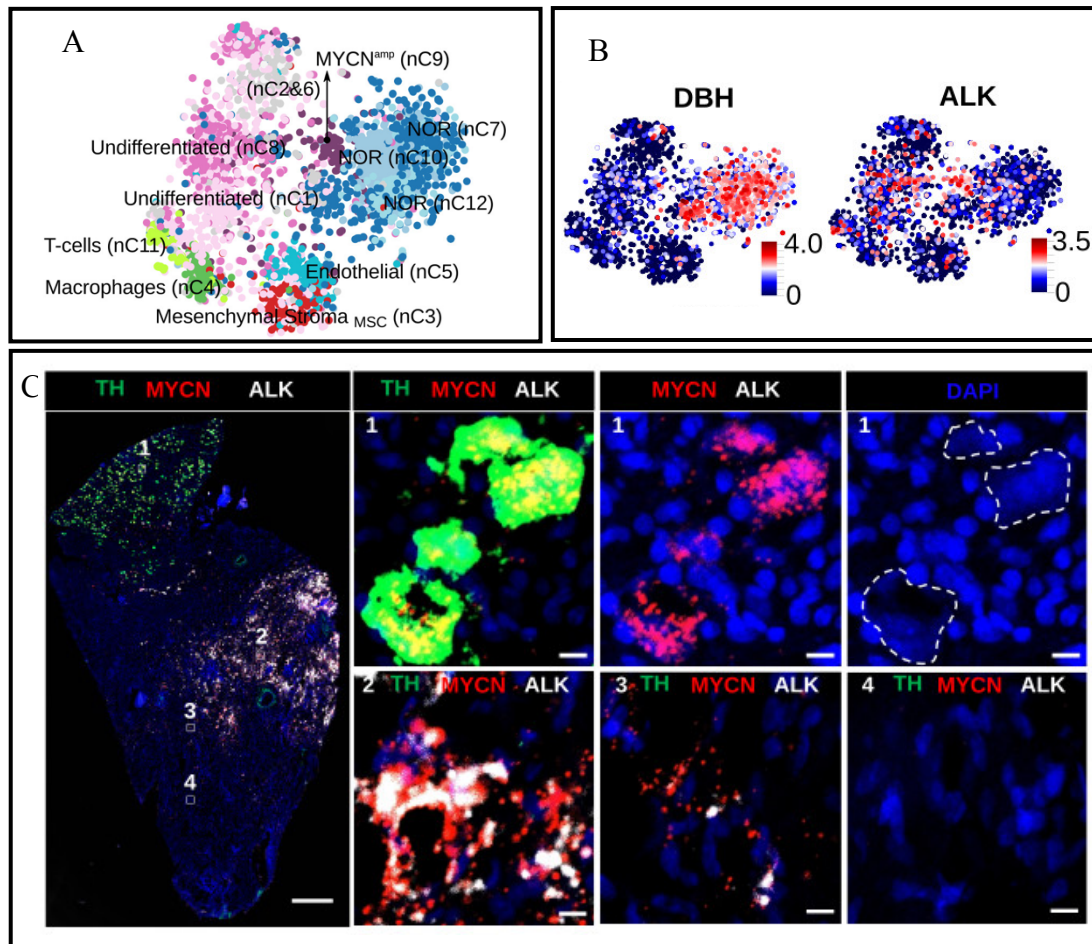 A
MYCNamp (nC9)
(nC2&6)
NOR (nC7)
Undifferentiated (nC8)
NOR (nC10)
Undifferentiated (nC1)
NOR (nC12)
T-cells (nC11)
Endothelial (nC5)
Macrophages (nC4)
Mesenchymal Stroma MSC (nC3)
B
DBH
ALK
4.0
0
3.5
0
C
TH MYCN ALK
TH MYCN ALK
MYCN ALK
DAPI
1
1
1
1
2
3
4
2 TH MYCN ALK
3 TH MYCN ALK
4 TH MYCN ALK